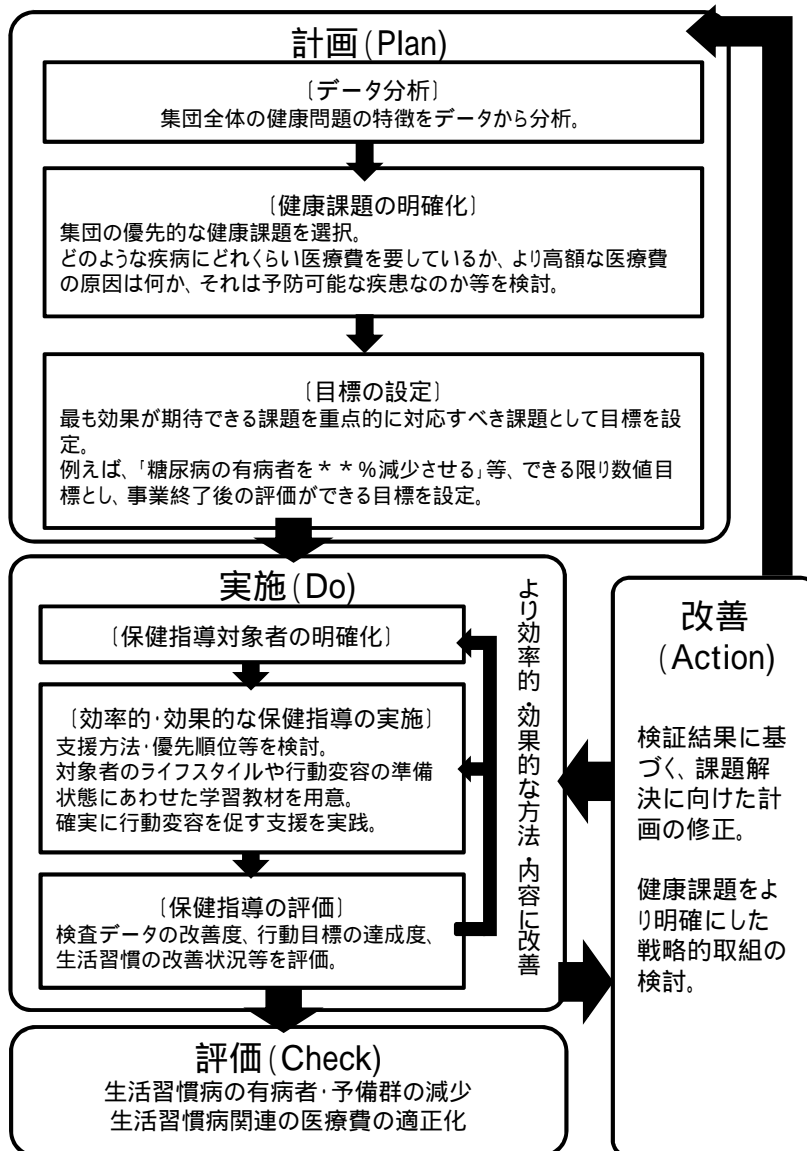 計画(Plan)
〔データ分析〕
集団全体の健康問題の特徴をデータから分析。
〔健康課題の明確化〕
集団の優先的な健康課題を選択。
どのような疾病にどれくらい医療費を要しているか、より高額な医療費
の原因は何か、それは予防可能な疾患なのか等を検討。
〔目標の設定〕
最も効果が期待できる課題を重点的に対応すべき課題として目標を設
定。
例えば、「糖尿病の有病者を**%減少させる」等、できる限り数値目
標とし、事業終了後の評価ができる目標を設定。
実施(Do)
〔保健指導対象者の明確化〕
〔効率的・効果的な保健指導の実施〕
支援方法・優先順位等を検討。
対象者のライフスタイルや行動変容の準備
状態にあわせた学習教材を用意。
確実に行動変容を促す支援を実践。
〔保健指導の評価〕
検査データの改善度、行動目標の達成度、
生活習慣の改善状況等を評価。
より効率的・効果的な方法・内容に改善
評価(Check)
生活習慣病の有病者・予備群の減少
生活習慣病関連の医療費の適正化
改善
(Action)
検証結果に基
づく、課題解
決に向けた計
画の修正。
健康課題をよ
り明確にした
戦略的取組の
検討。